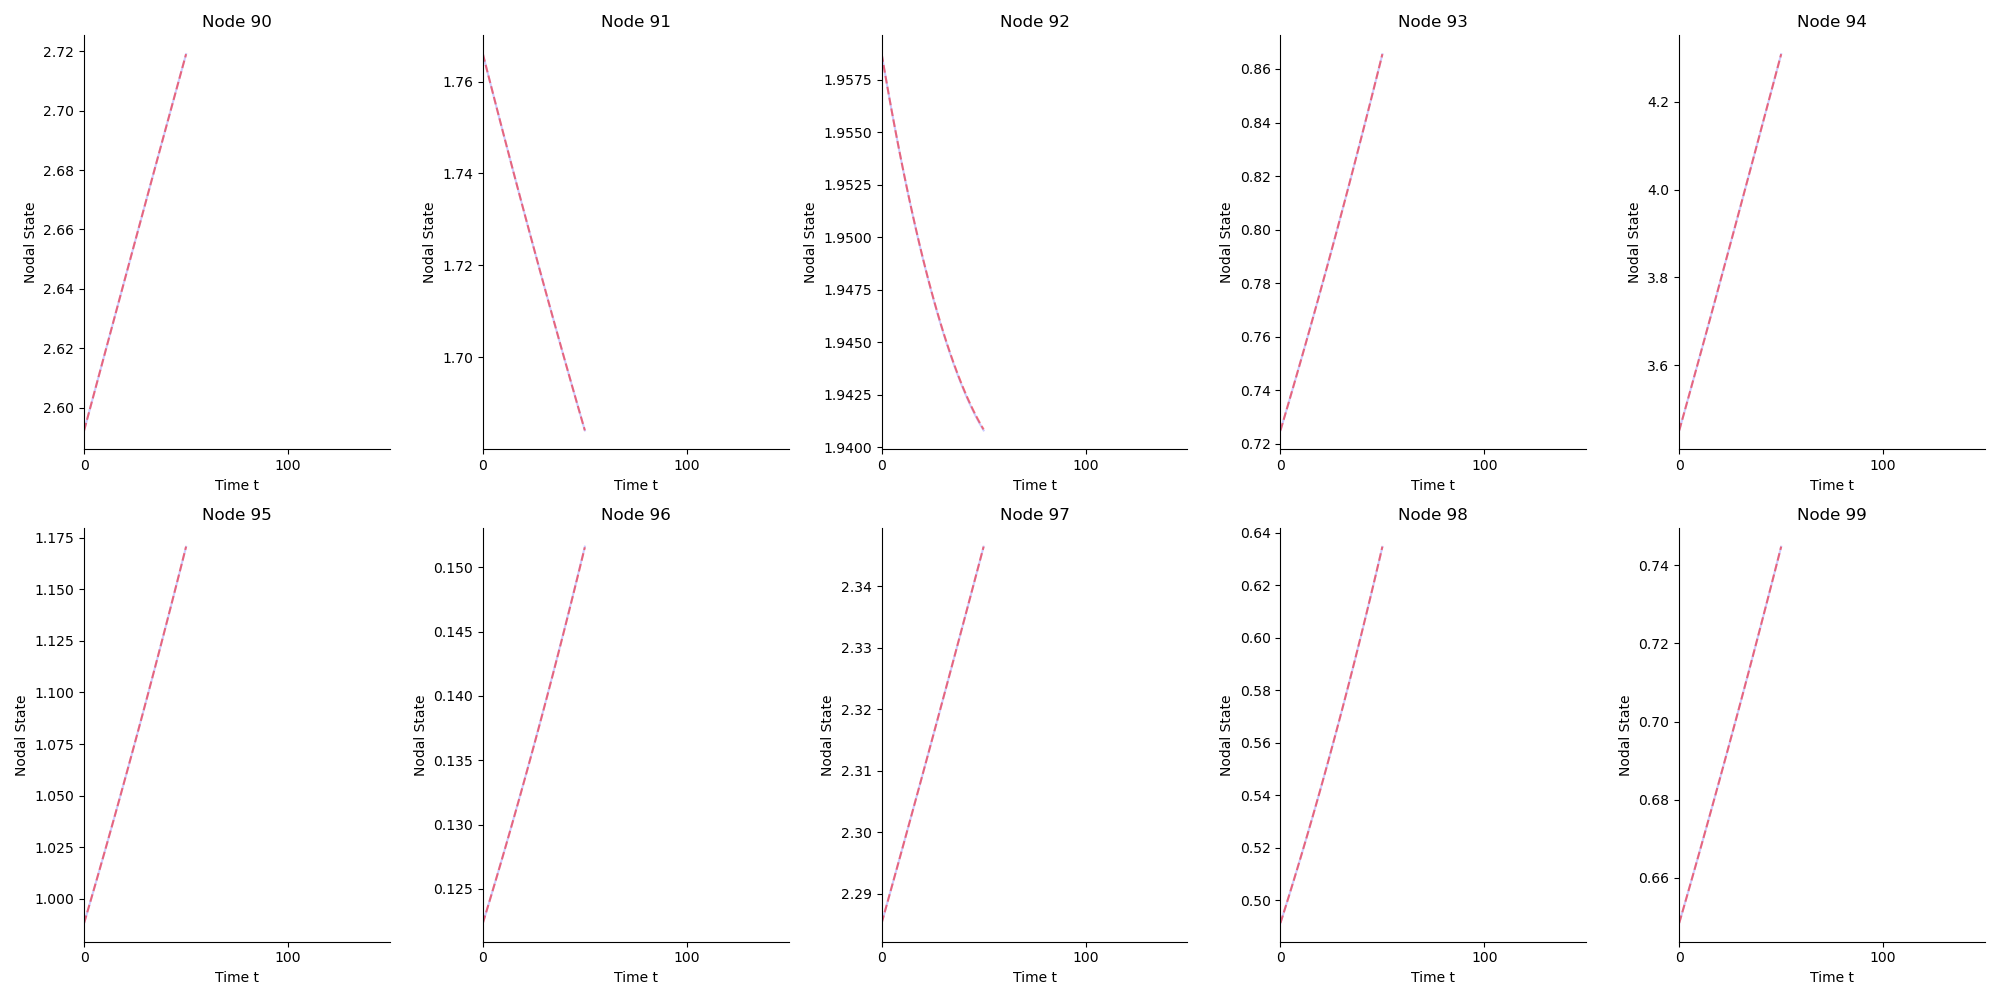 Node 90
Node 91
Node 92
Node 93
Node 94
2.72
2.70
2.68
2.66
2.64
2.62
2.60
Nodal State
0
100
Time t
1.76
1.74
1.72
1.70
Nodal State
0
100
Time t
1.9575
1.9550
1.9525
1.9500
1.9475
1.9450
1.9425
1.9400
Nodal State
0
100
Time t
0.86
0.84
0.82
0.80
0.78
0.76
0.74
0.72
Nodal State
0
100
Time t
4.2
4.0
3.8
3.6
Nodal State
0
100
Time t
Node 95
Node 96
Node 97
Node 98
Node 99
1.175
1.150
1.125
1.100
1.075
1.050
1.025
1.000
Nodal State
0
100
Time t
0.150
0.145
0.140
0.135
0.130
0.125
Nodal State
0
100
Time t
2.34
2.33
2.32
2.31
2.30
2.29
Nodal State
0
100
Time t
0.64
0.62
0.60
0.58
0.56
0.54
0.52
0.50
Nodal State
0
100
Time t
0.74
0.72
0.70
0.68
0.66
Nodal State
0
100
Time t